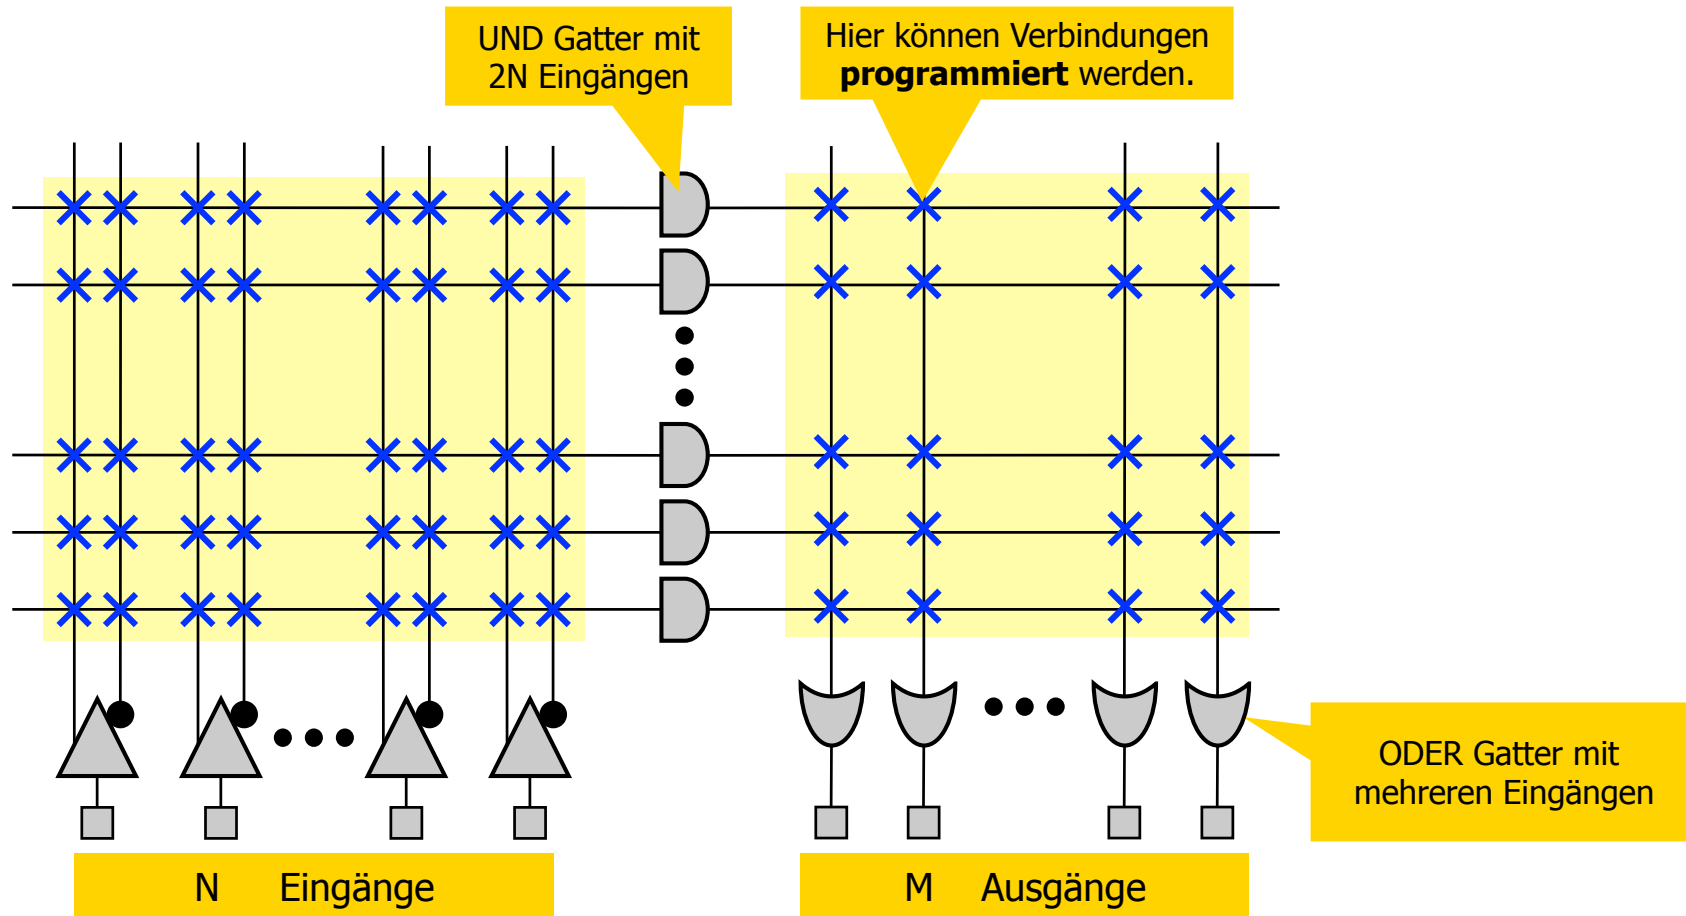 UND Gatter mit
2N Eingängen
Hier können Verbindungen
programmiert werden.
ODER Gatter mit
mehreren Eingängen
N Eingänge
M Ausgänge